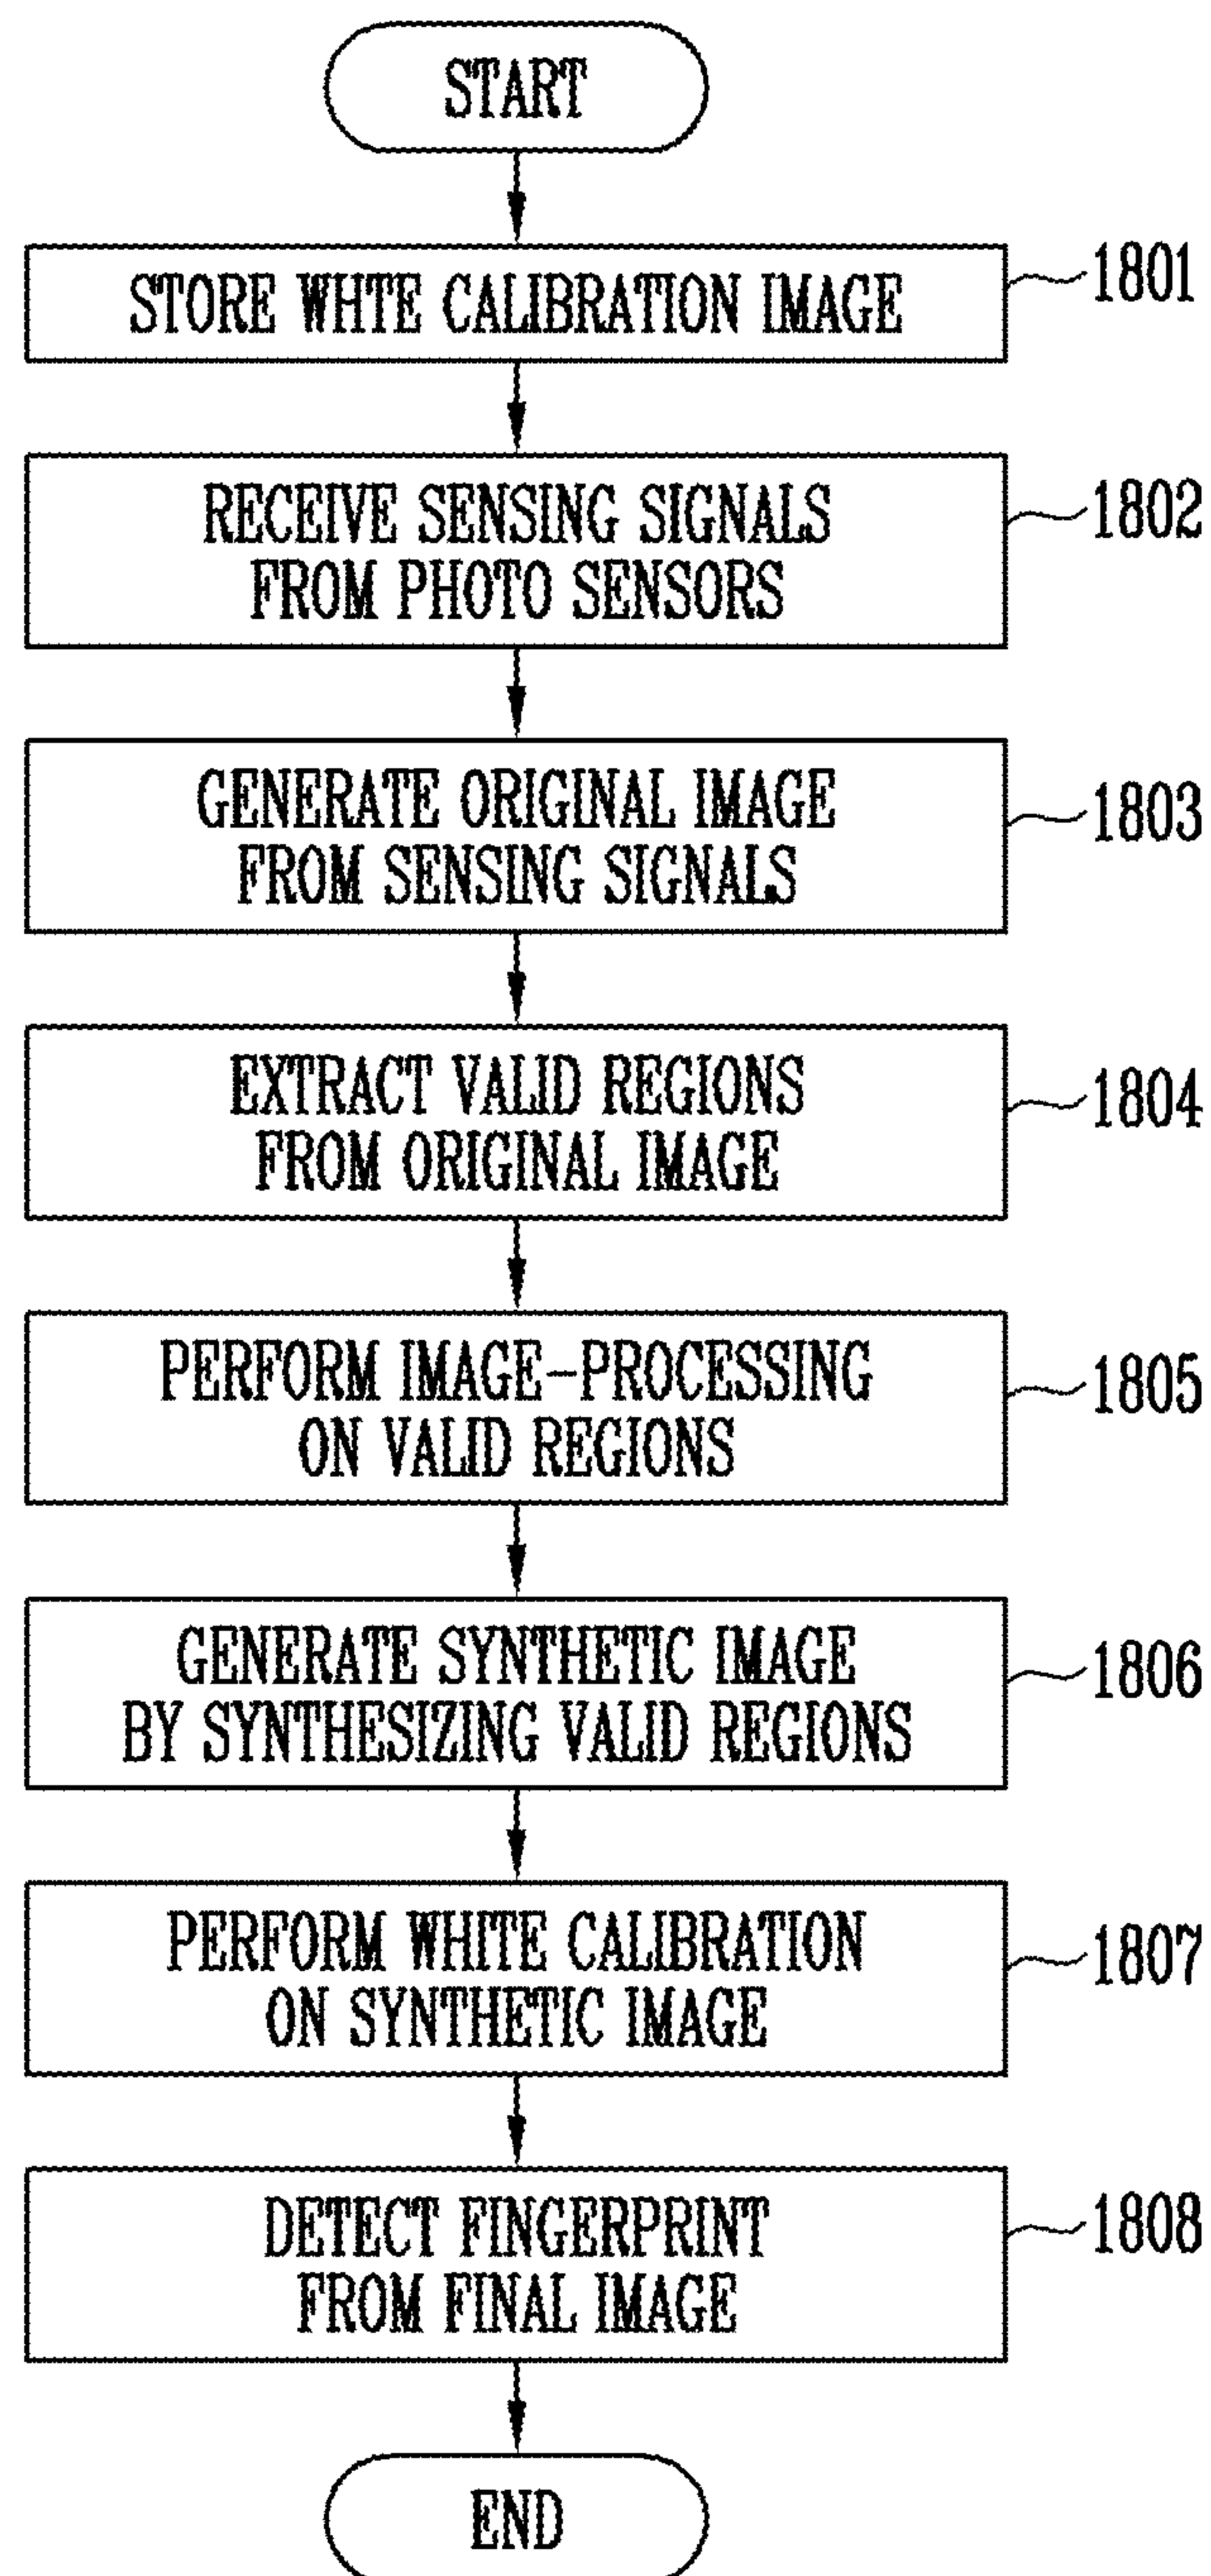 START
STORE WHTE CALIBRATION IMAGE
1801
RECEIVE SENSING SIGNALS
FROM PHOTO SENSORS
1802
GENERATE ORIGINAL IMAGE
FROM SENSING SIGNALS
1803
EXTRACT VALID REGIONS
FROM ORIGINAL IMAGE
1804
PERFORM IMAGE-PROCESSING
ON VALID REGIONS
1805
GENERATE SYNTHETIC IMAGE
BY SYNTHESIZING VALID REGIONS
1806
PERFORM WHITE CALIBRATION
ON SYNTHETIC IMAGE
1807
DETECT FINGERPRINT
FROM FINAL IMAGE
1808
END